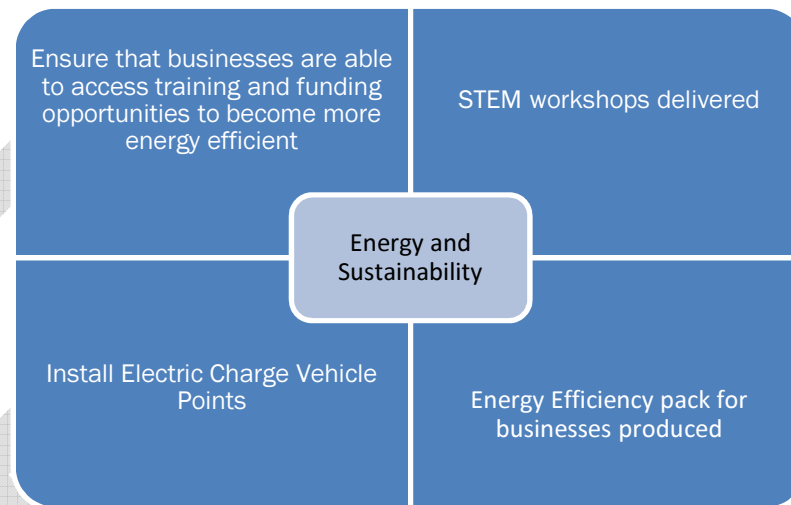 Ensure that businesses are able
to access training and funding
opportunities to become more
energy efficient
STEM workshops delivered
Energy and
Sustainability
Install Electric Charge Vehicle
Points
Energy Efficiency pack for
businesses produced